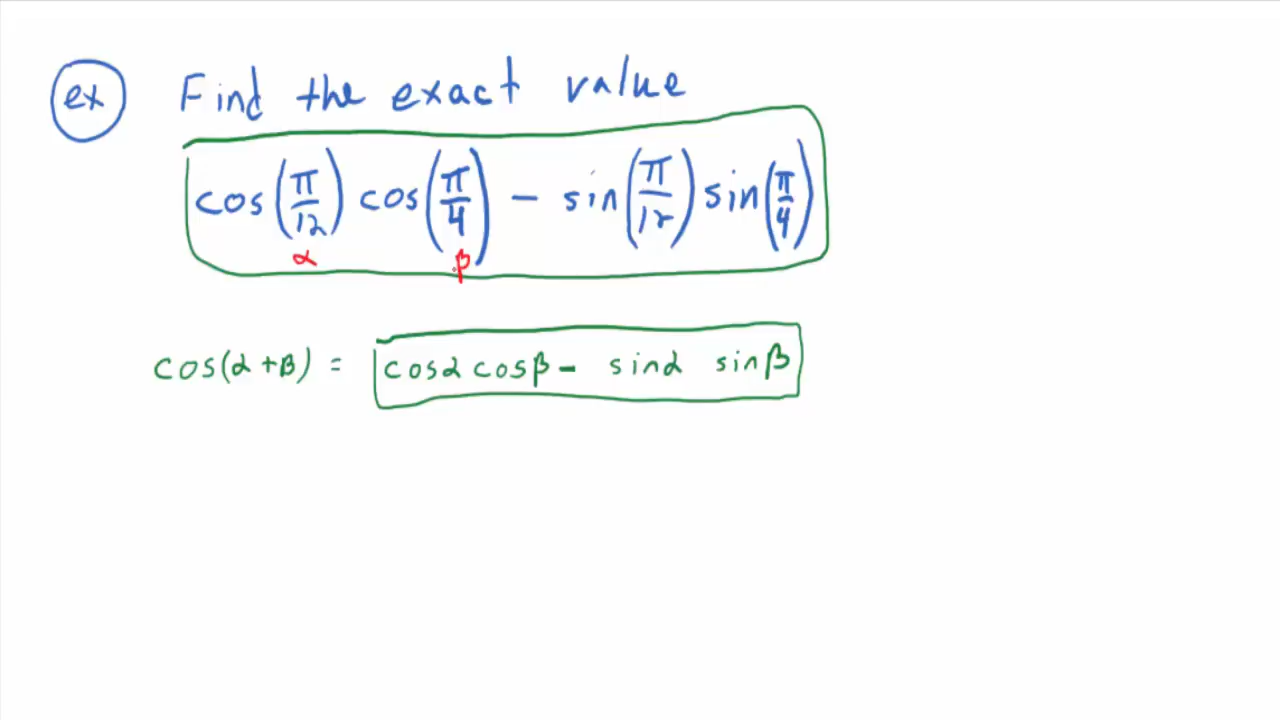 ex Find the exact value
cos(π/12) cos(π/4) – sin(π/12) sin(π/4)
α β
cos(α+β) = cosα cosβ – sinα sinβ